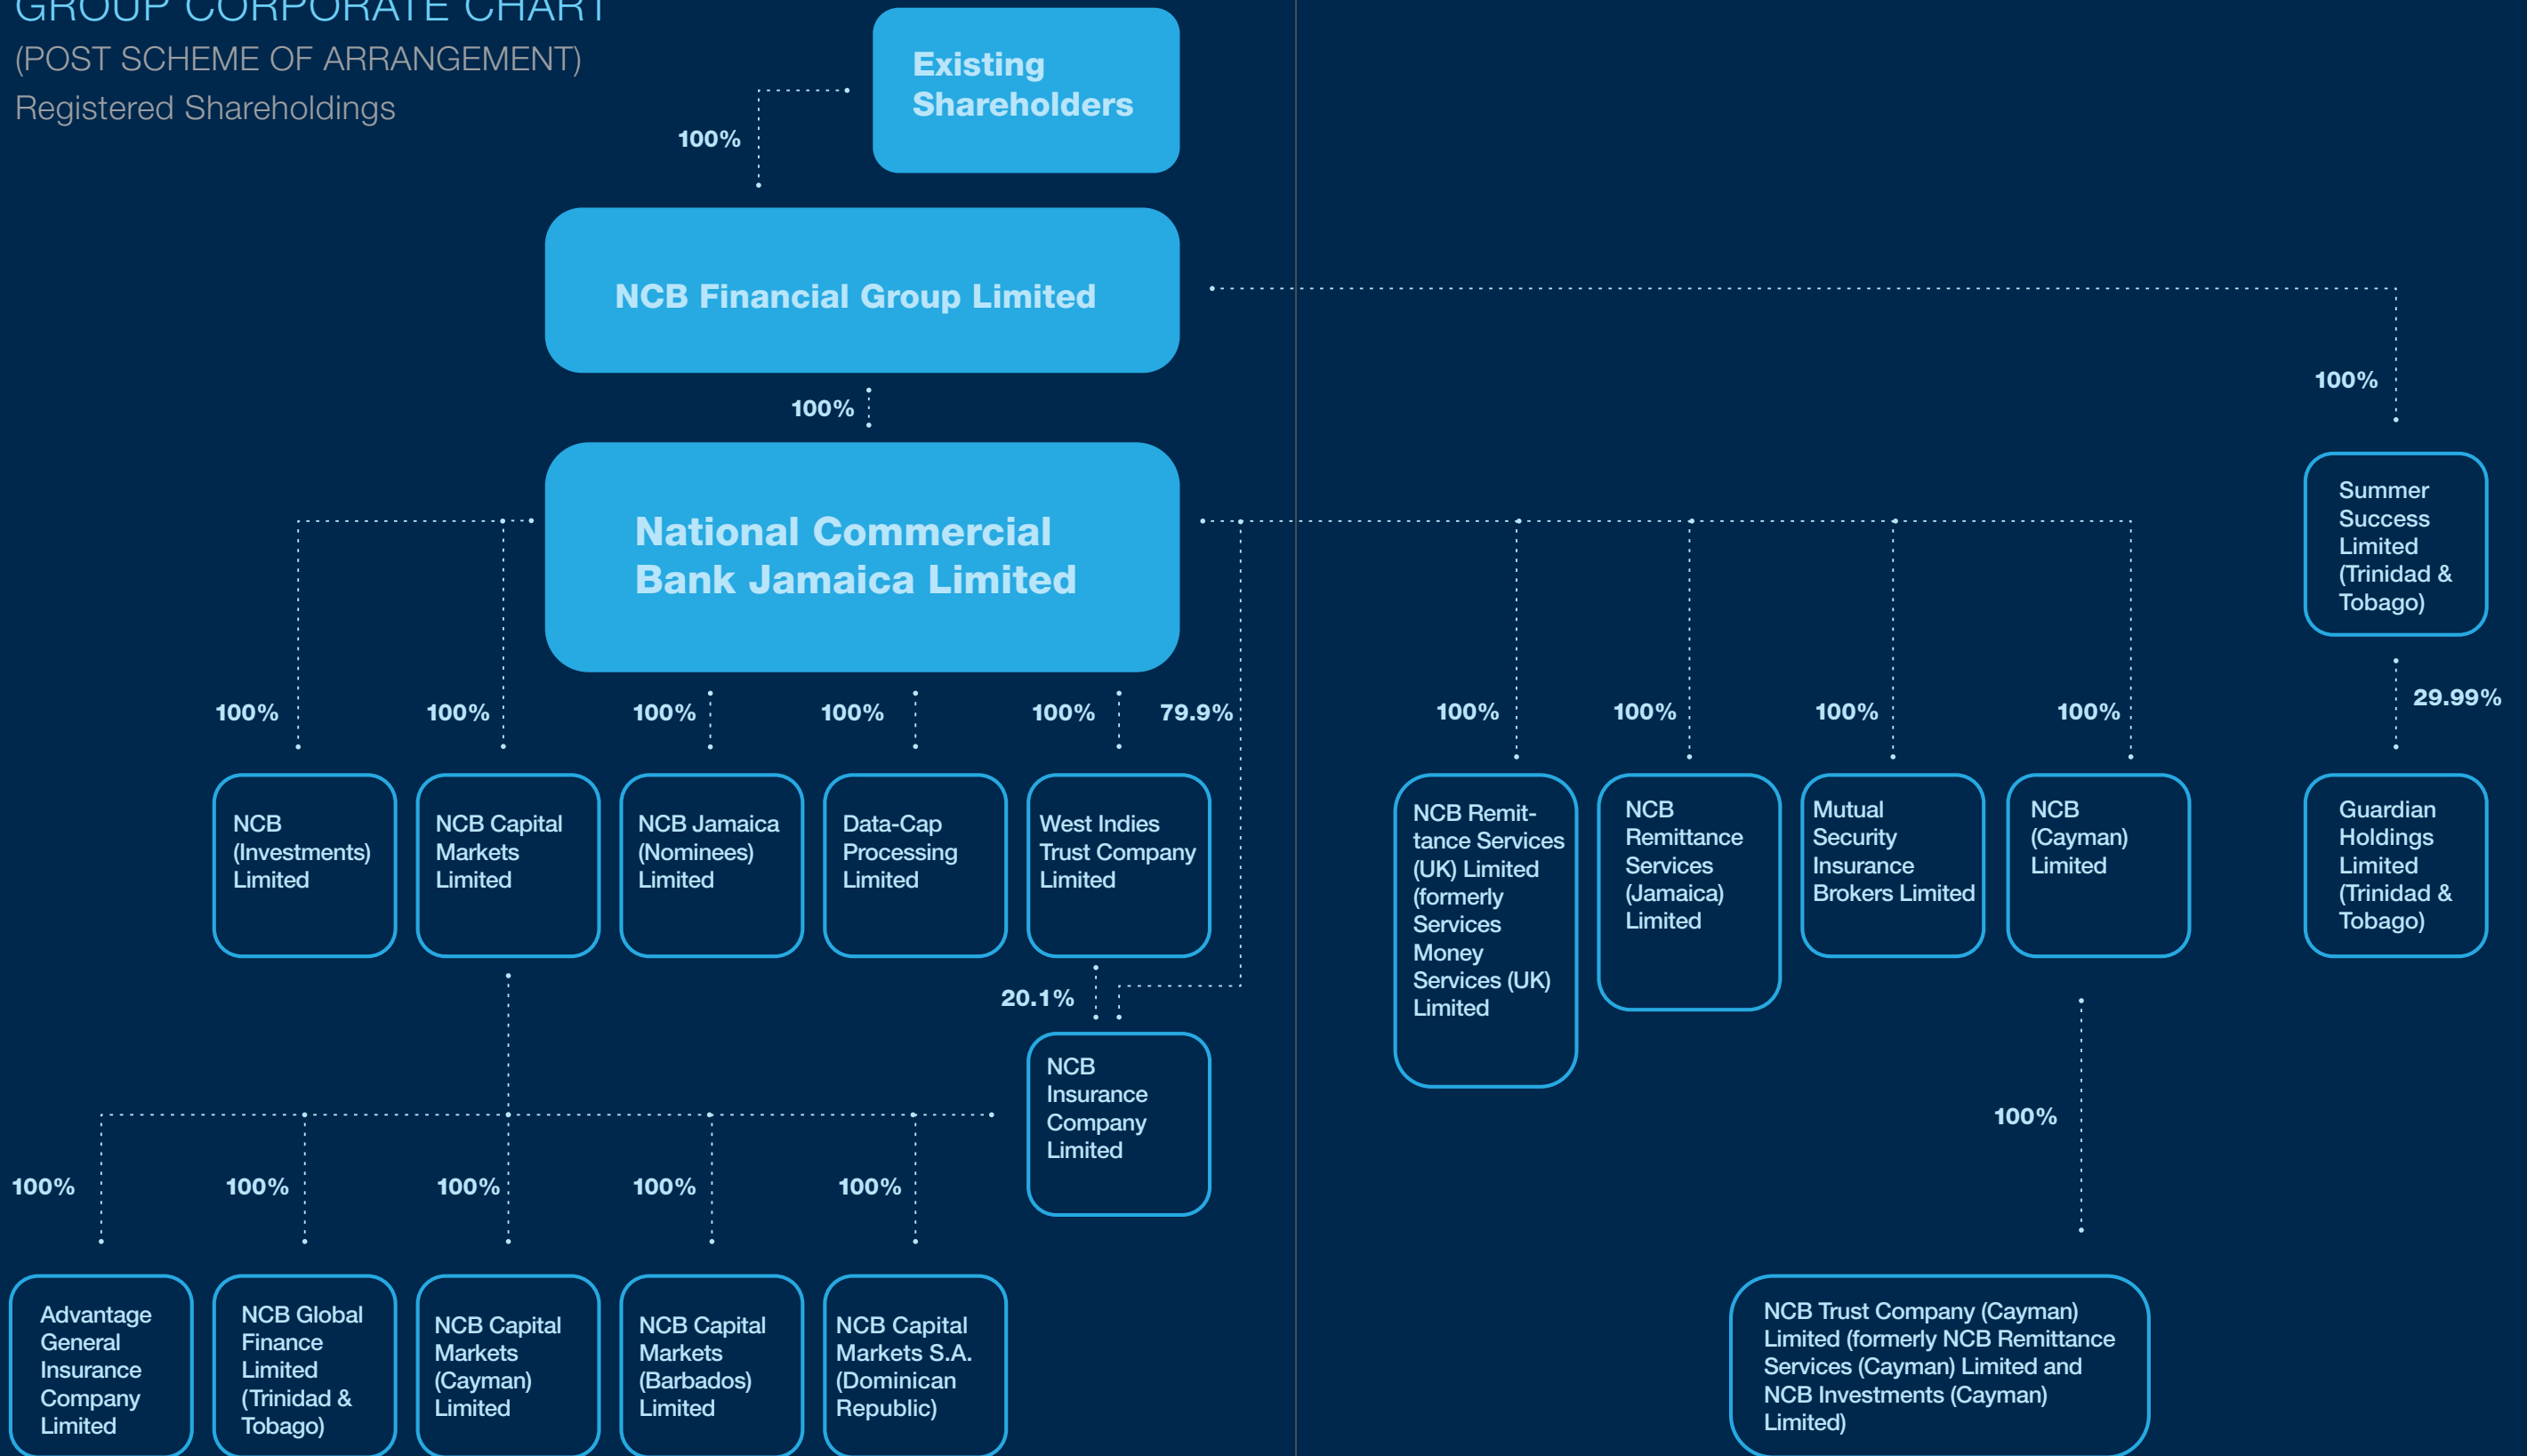 GROUP CORPORATE CHART
(POST SCHEME OF ARRANGEMENT)
Registered Shareholdings
Existing
Shareholders
100%
NCB Financial Group Limited
100%
100%
National Commercial
Bank Jamaica Limited
Summer
Success
Limited
(Trinidad &
Tobago)
100%
100%
100%
100%
100%
79.9%
100%
100%
100%
100%
29.99%
NCB
(Investments)
Limited
NCB Capital
Markets
Limited
NCB Jamaica
(Nominees)
Limited
Data-Cap
Processing
Limited
West Indies
Trust Company
Limited
NCB Remit-
tance Services
(UK) Limited
(formerly
Services
Money
Services (UK)
Limited
NCB
Remittance
Services
(Jamaica)
Limited
Mutual
Security
Insurance
Brokers Limited
NCB
(Cayman)
Limited
Guardian
Holdings
Limited
(Trinidad &
Tobago)
20.1%
NCB
Insurance
Company
Limited
100%
100%
100%
100%
100%
100%
Advantage
General
Insurance
Company
Limited
NCB Global
Finance
Limited
(Trinidad &
Tobago)
NCB Capital
Markets
(Cayman)
Limited
NCB Capital
Markets
(Barbados)
Limited
NCB Capital
Markets S.A.
(Dominican
Republic)
NCB Trust Company (Cayman)
Limited (formerly NCB Remittance
Services (Cayman) Limited and
NCB Investments (Cayman)
Limited)